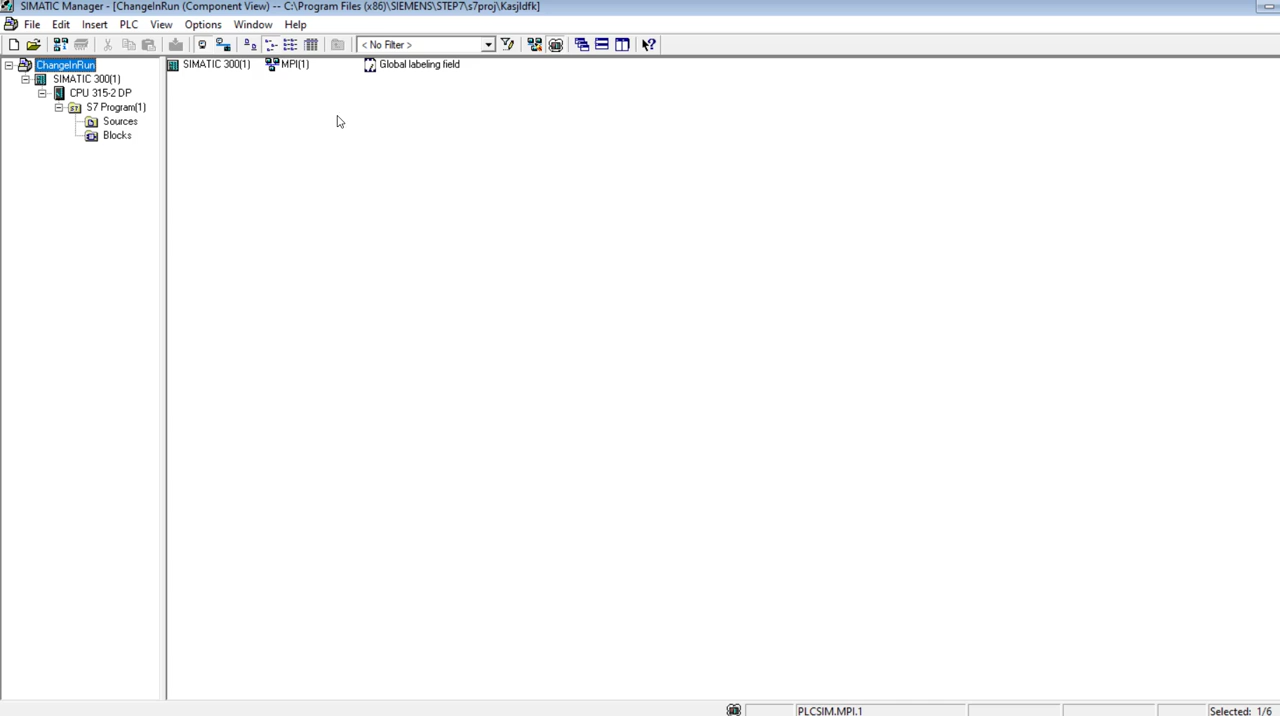 SIMATIC Manager - [ChangeInRun (Component View) -- C:\Program Files (x86)\SIEMENS\STEP7\s7proj\Kasjldfk]
File Edit Insert PLC View Options Window Help
< No Filter >
ChangeInRun
SIMATIC 300(1)
CPU 315-2 DP
S7 Program(1)
Sources
Blocks
SIMATIC 300(1) MPI(1) Global labeling field
PLCSIM.MPI.1 Selected: 1/6